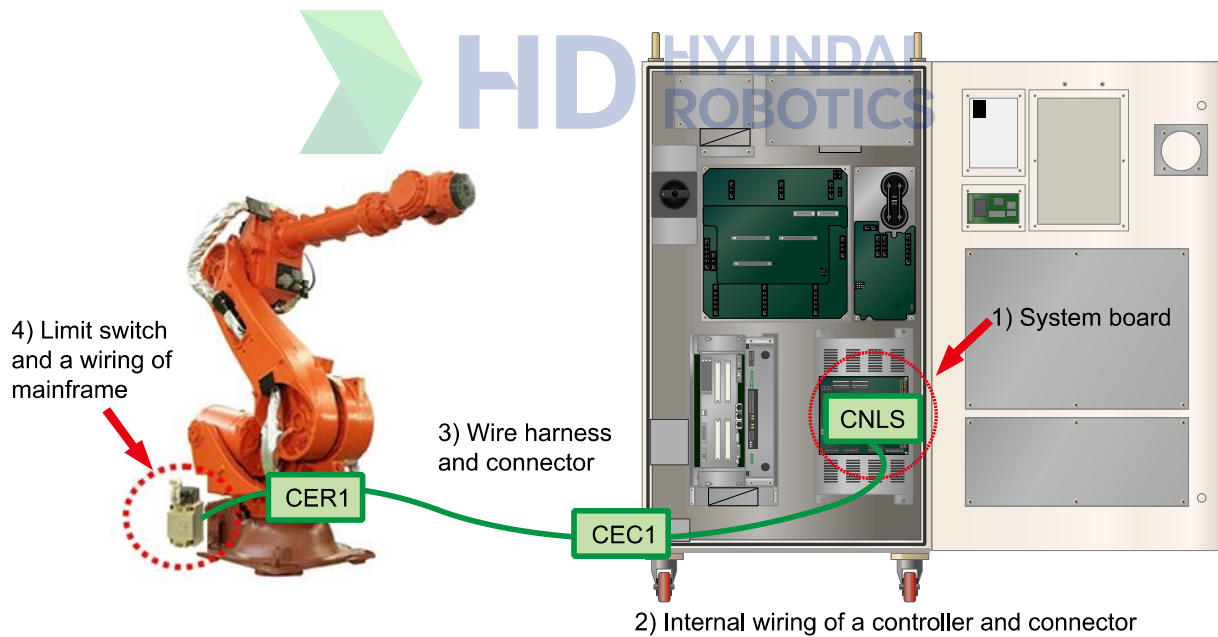 HD HYUNDAI
ROBOTICS
1) System board
4) Limit switch
and a wiring of
mainframe
3) Wire harness
and connector
CNLS
CER1
CEC1
2) Internal wiring of a controller and connector